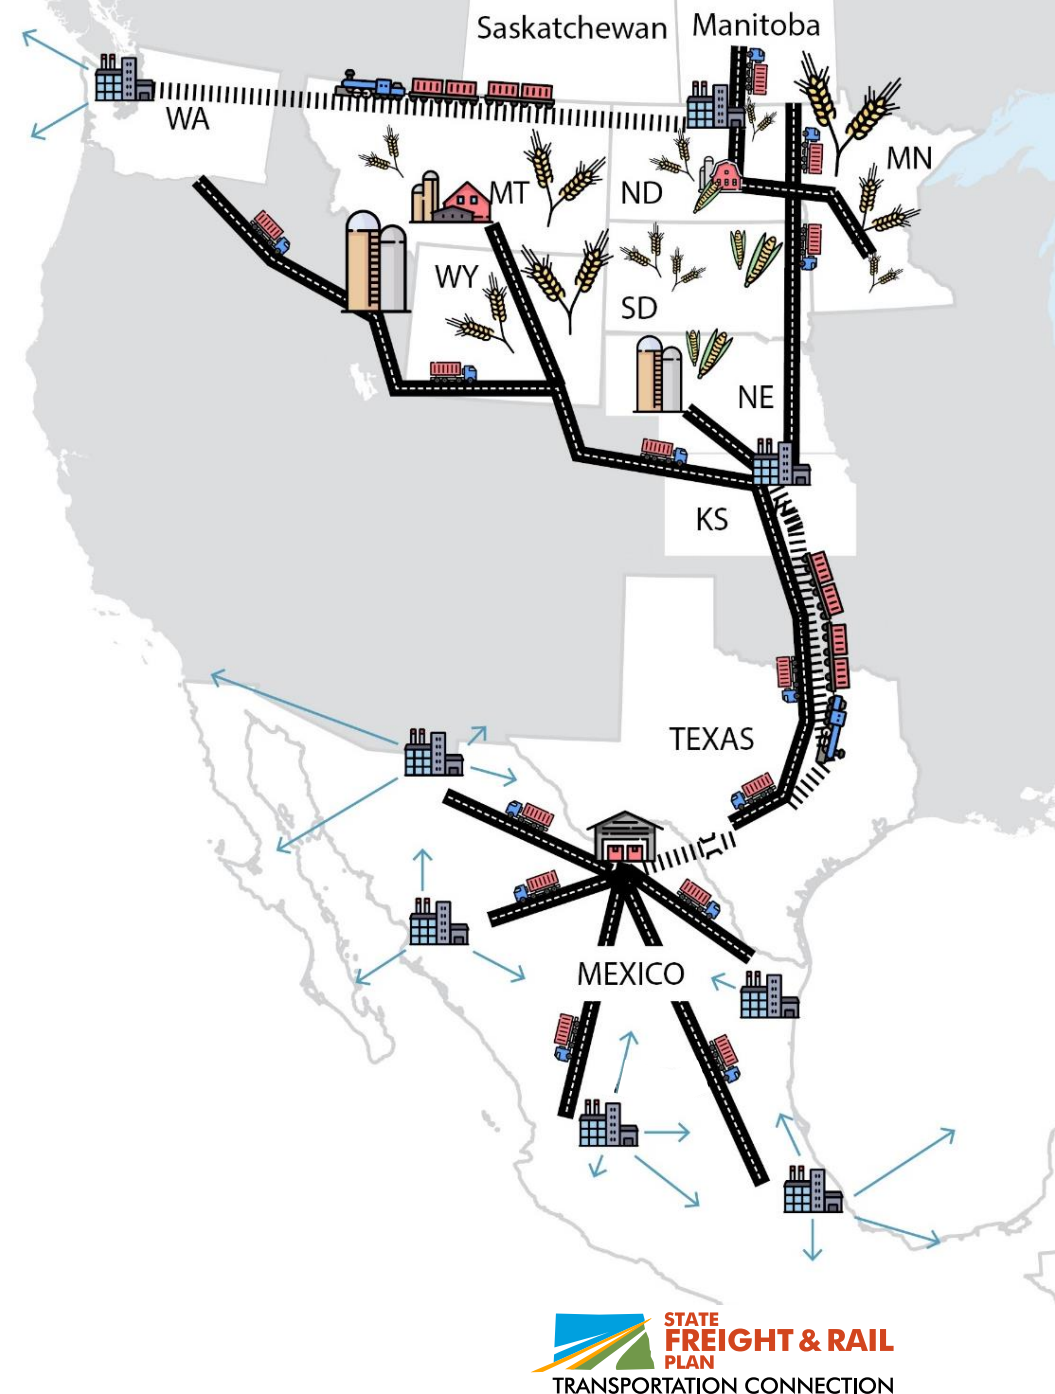 Saskatchewan
Manitoba
WA
MT
ND
MN
WY
SD
NE
KS
TEXAS
MEXICO
STATE
FREIGHT & RAIL
PLAN
TRANSPORTATION CONNECTION